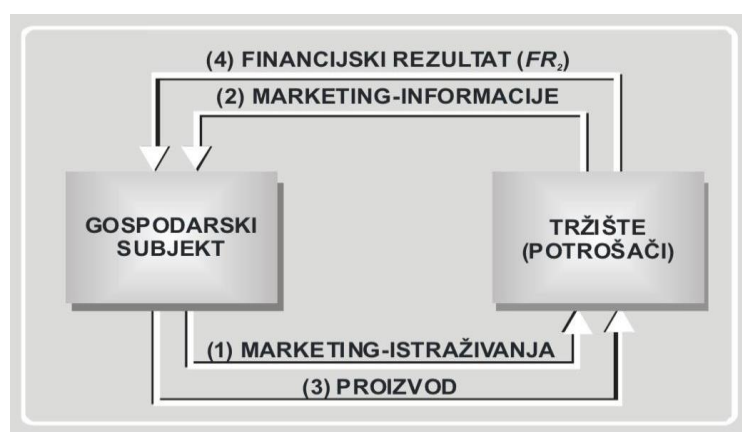 (4) FINANCIJSKI REZULTAT (FR₂)
(2) MARKETING-INFORMACIJE
GOSPODARSKI
SUBJEKT
TRŽIŠTE
(POTROŠAČI)
(1) MARKETING-ISTRAŽIVANJA
(3) PROIZVOD